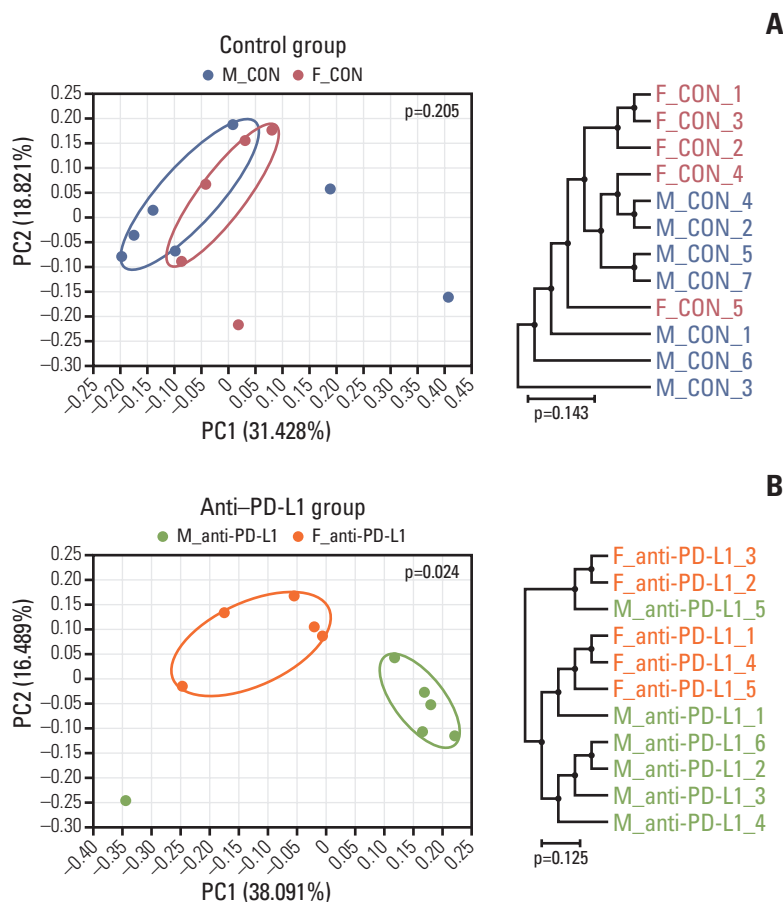 A
Control group
M_CON F_CON
p=0.205
0.25
0.20
0.15
0.10
0.05
0
−0.05
−0.10
−0.15
−0.20
−0.25
−0.30
PC2 (18.821%)
−0.25 −0.20 −0.15 −0.10 −0.05 0 0.05 0.10 0.15 0.20 0.25 0.30 0.35 0.40 0.45
PC1 (31.428%)
F_CON_1
F_CON_3
F_CON_2
F_CON_4
M_CON_4
M_CON_2
M_CON_5
M_CON_7
F_CON_5
M_CON_1
M_CON_6
M_CON_3
p=0.143
B
Anti–PD-L1 group
M_anti-PD-L1 F_anti-PD-L1
p=0.024
0.25
0.20
0.15
0.10
0.05
0
−0.05
−0.10
−0.15
−0.20
−0.25
−0.30
PC2 (16.489%)
−0.40 −0.35 −0.30 −0.25 −0.20 −0.15 −0.10 −0.05 0 0.05 0.10 0.15 0.20 0.25
PC1 (38.091%)
F_anti-PD-L1_3
F_anti-PD-L1_2
M_anti-PD-L1_5
F_anti-PD-L1_1
F_anti-PD-L1_4
F_anti-PD-L1_5
M_anti-PD-L1_1
M_anti-PD-L1_6
M_anti-PD-L1_2
M_anti-PD-L1_3
M_anti-PD-L1_4
p=0.125